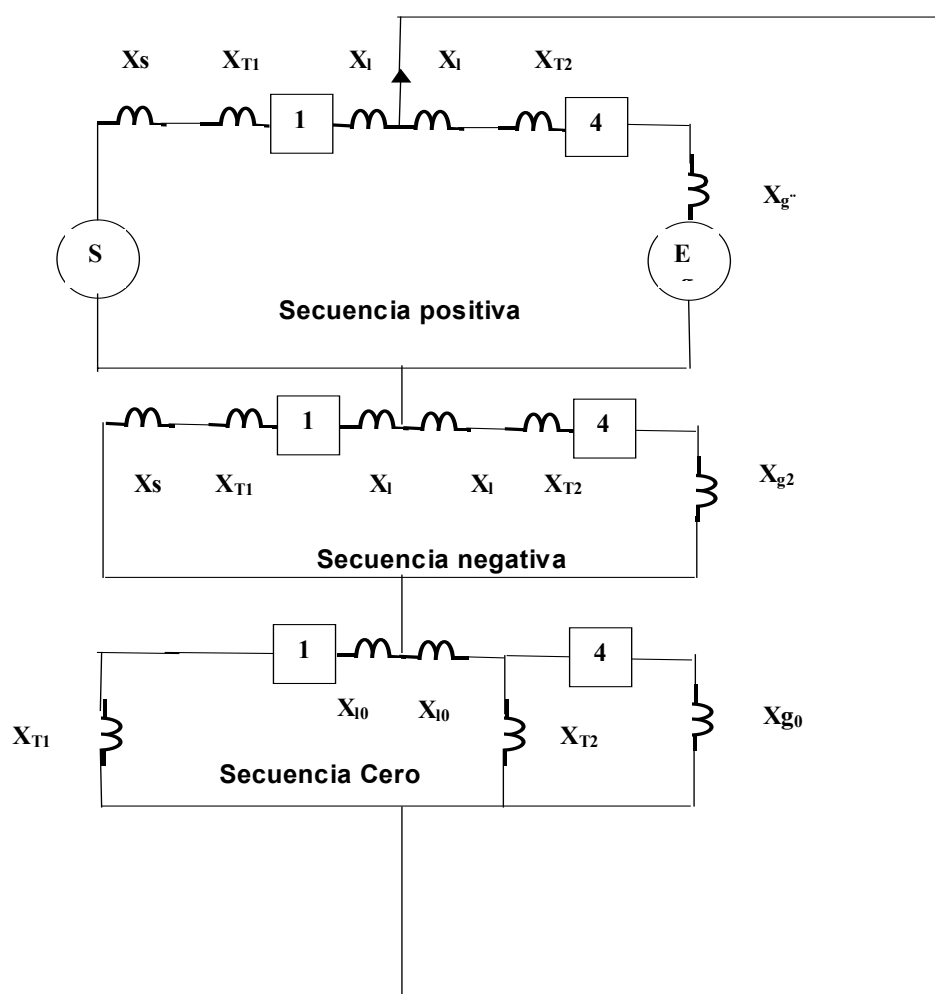 Xs XT1 Xl Xl XT2
1 4
Xg¨
S E
Secuencia positiva
1 4
Xs XT1 Xl Xl XT2 Xg2
Secuencia negativa
1 4
Xl0 Xl0
XT1 XT2 Xg0
Secuencia Cero